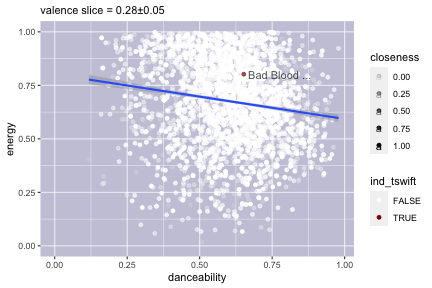 valence slice = 0.28±0.05
1.00
0.75
0.50
0.25
0.00
energy
Bad Blood ...
0.00
0.25
0.50
0.75
1.00
danceability
closeness
0.00
0.25
0.50
0.75
1.00
ind_tswift
FALSE
TRUE